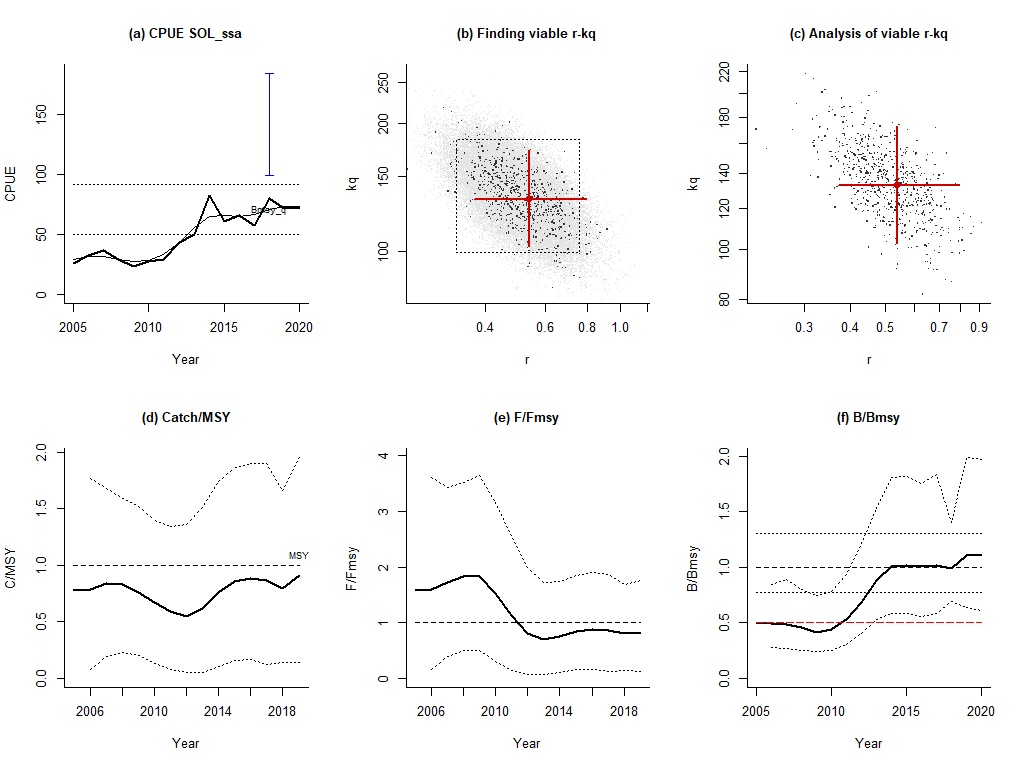 (a) CPUE SOL_ssa
CPUE
150
100
50
0
Bmsy_q
2005
2010
2015
2020
Year
(b) Finding viable r-kq
kq
250
200
150
100
0.4
0.6
0.8
1.0
r
(c) Analysis of viable r-kq
kq
220
180
140
120
100
80
0.3
0.4
0.5
0.7
0.9
r
(d) Catch/MSY
C/MSY
2.0
1.5
1.0
0.5
0.0
MSY
2006
2010
2014
2018
Year
(e) F/Fmsy
F/Fmsy
4
3
2
1
0
2006
2010
2014
2018
Year
(f) B/Bmsy
B/Bmsy
2.0
1.5
1.0
0.5
0.0
2005
2010
2015
2020
Year